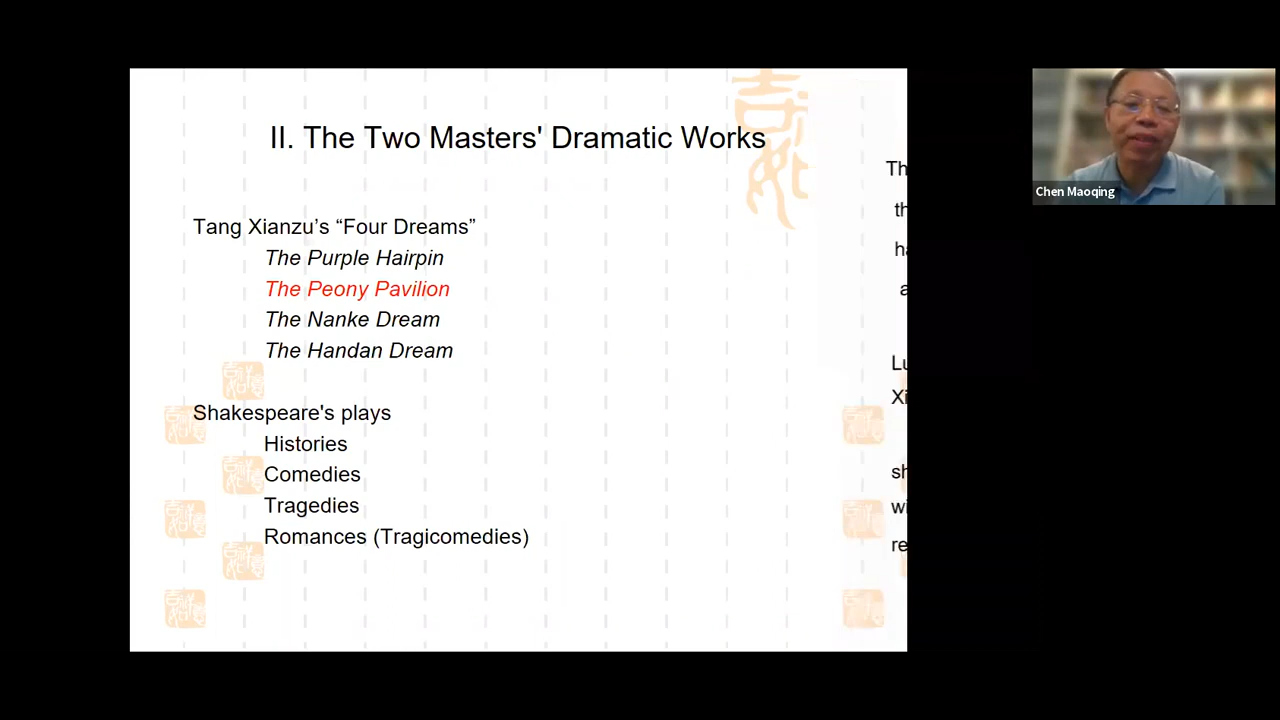 II. The Two Masters' Dramatic Works
Tang Xianzu’s “Four Dreams”
The Purple Hairpin
The Peony Pavilion
The Nanke Dream
The Handan Dream
Shakespeare's plays
Histories
Comedies
Tragedies
Romances (Tragicomedies)
Chen Maoqing